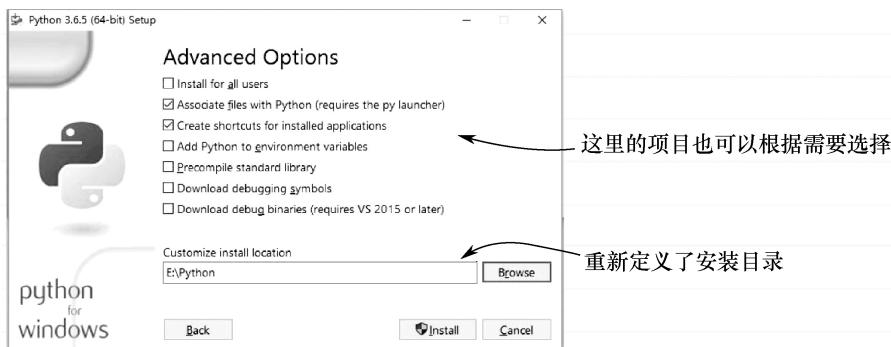 Python 3.6.5 (64-bit) Setup
Advanced Options
Install for all users
Associate files with Python (requires the py launcher)
Create shortcuts for installed applications
Add Python to environment variables
Precompile standard library
Download debugging symbols
Download debug binaries (requires VS 2015 or later)
这里的项目也可以根据需要选择
Customize install location
E:\Python
Browse
重新定义了安装目录
python
for
windows
Back
Install
Cancel